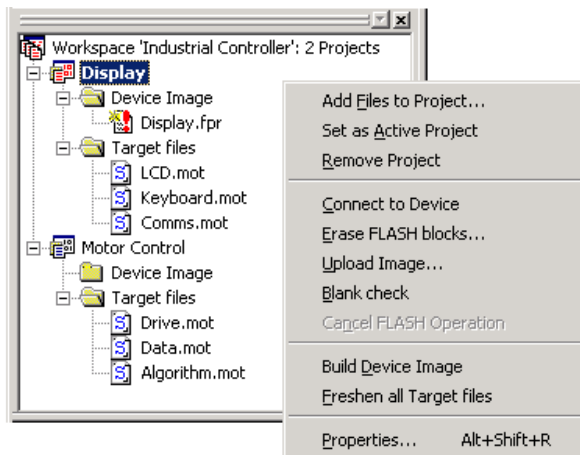 Workspace 'Industrial Controller': 2 Projects
Display
Device Image
Display.fpr
Target files
LCD.mot
Keyboard.mot
Comms.mot
Motor Control
Device Image
Target files
Drive.mot
Data.mot
Algorithm.mot
Add Files to Project...
Set as Active Project
Remove Project
Connect to Device
Erase FLASH blocks...
Upload Image...
Blank check
Cancel FLASH Operation
Build Device Image
Freshen all Target files
Properties... Alt+Shift+R